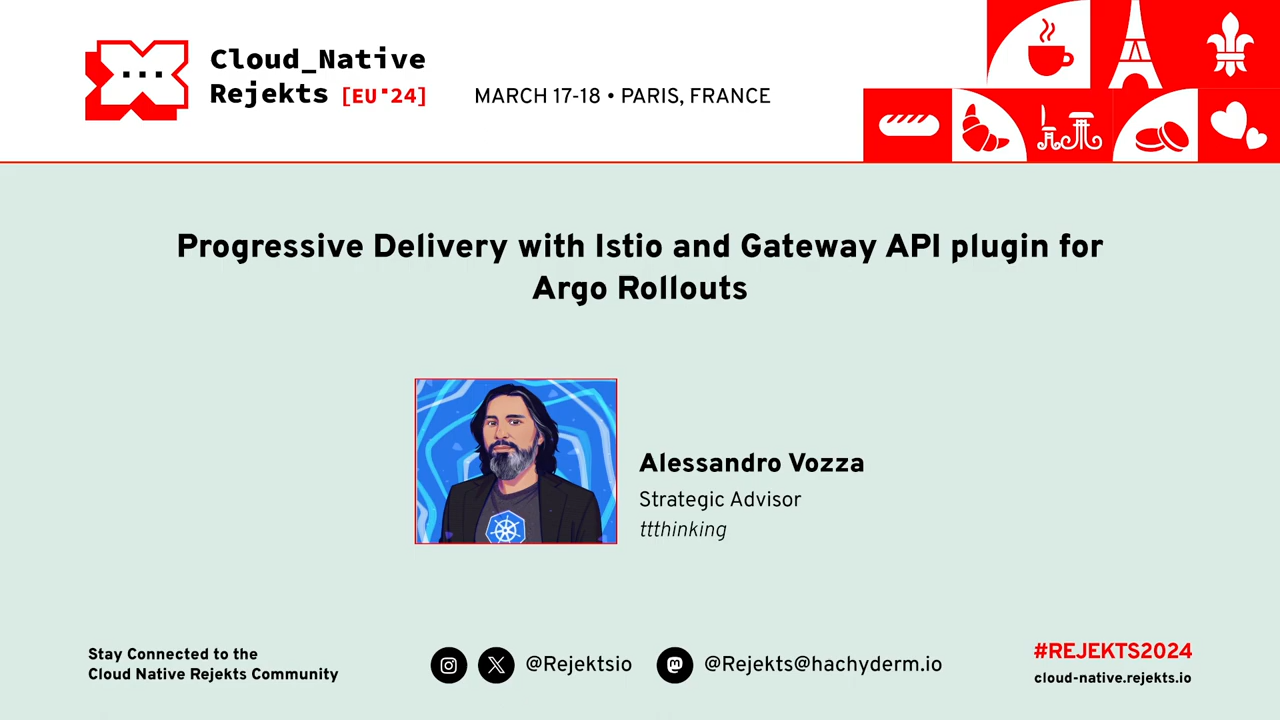 Cloud_Native
Rejekts [EU'24]
MARCH 17-18 • PARIS, FRANCE
Progressive Delivery with Istio and Gateway API plugin for
Argo Rollouts
Alessandro Vozza
Strategic Advisor
ttthinking
Stay Connected to the
Cloud Native Rejekts Community
@Rejektsio
@Rejekts@hachyderm.io
#REJEKTS2024
cloud-native.rejekts.io